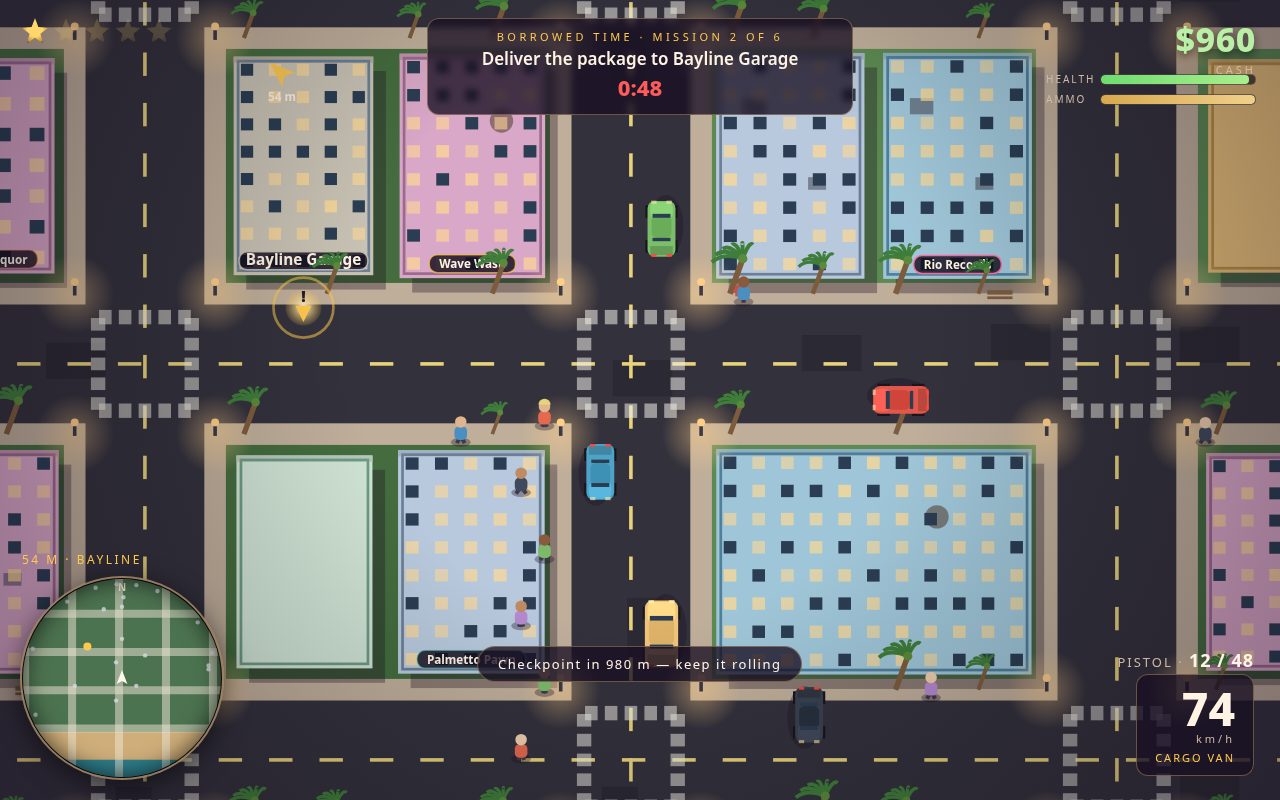 BORROWED TIME · MISSION 2 OF 6
Deliver the package to Bayline Garage
0:48
$960
CASH
HEALTH
AMMO
54 m
quor
Bayline Garage
Wave Wash
Rio Records
!
54 M · BAYLINE
N
Palmetto
Checkpoint in 980 m — keep it rolling
PISTOL · 12 / 48
74
km/h
CARGO VAN